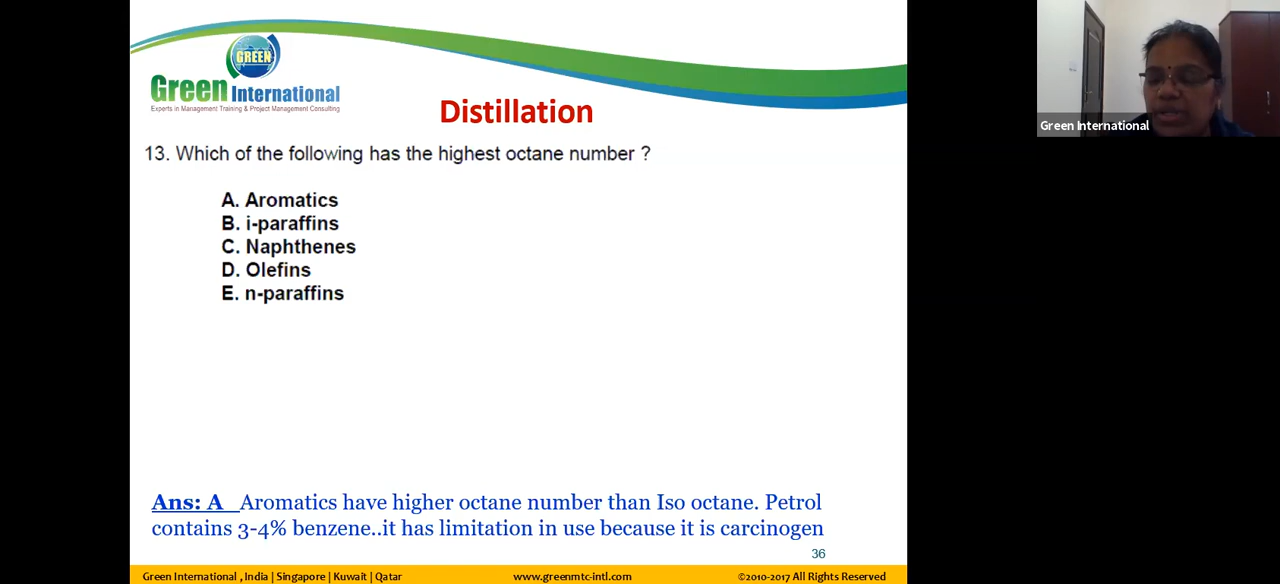 GREEN
Green International
Experts in Management Training & Project Management Consulting
Distillation
13. Which of the following has the highest octane number ?
A. Aromatics
B. i-paraffins
C. Naphthenes
D. Olefins
E. n-paraffins
Ans: A Aromatics have higher octane number than Iso octane. Petrol
contains 3-4% benzene..it has limitation in use because it is carcinogen
36
Green International , India | Singapore | Kuwait | Qatar www.greenmtc-intl.com ©2010-2017 All Rights Reserved
Green International